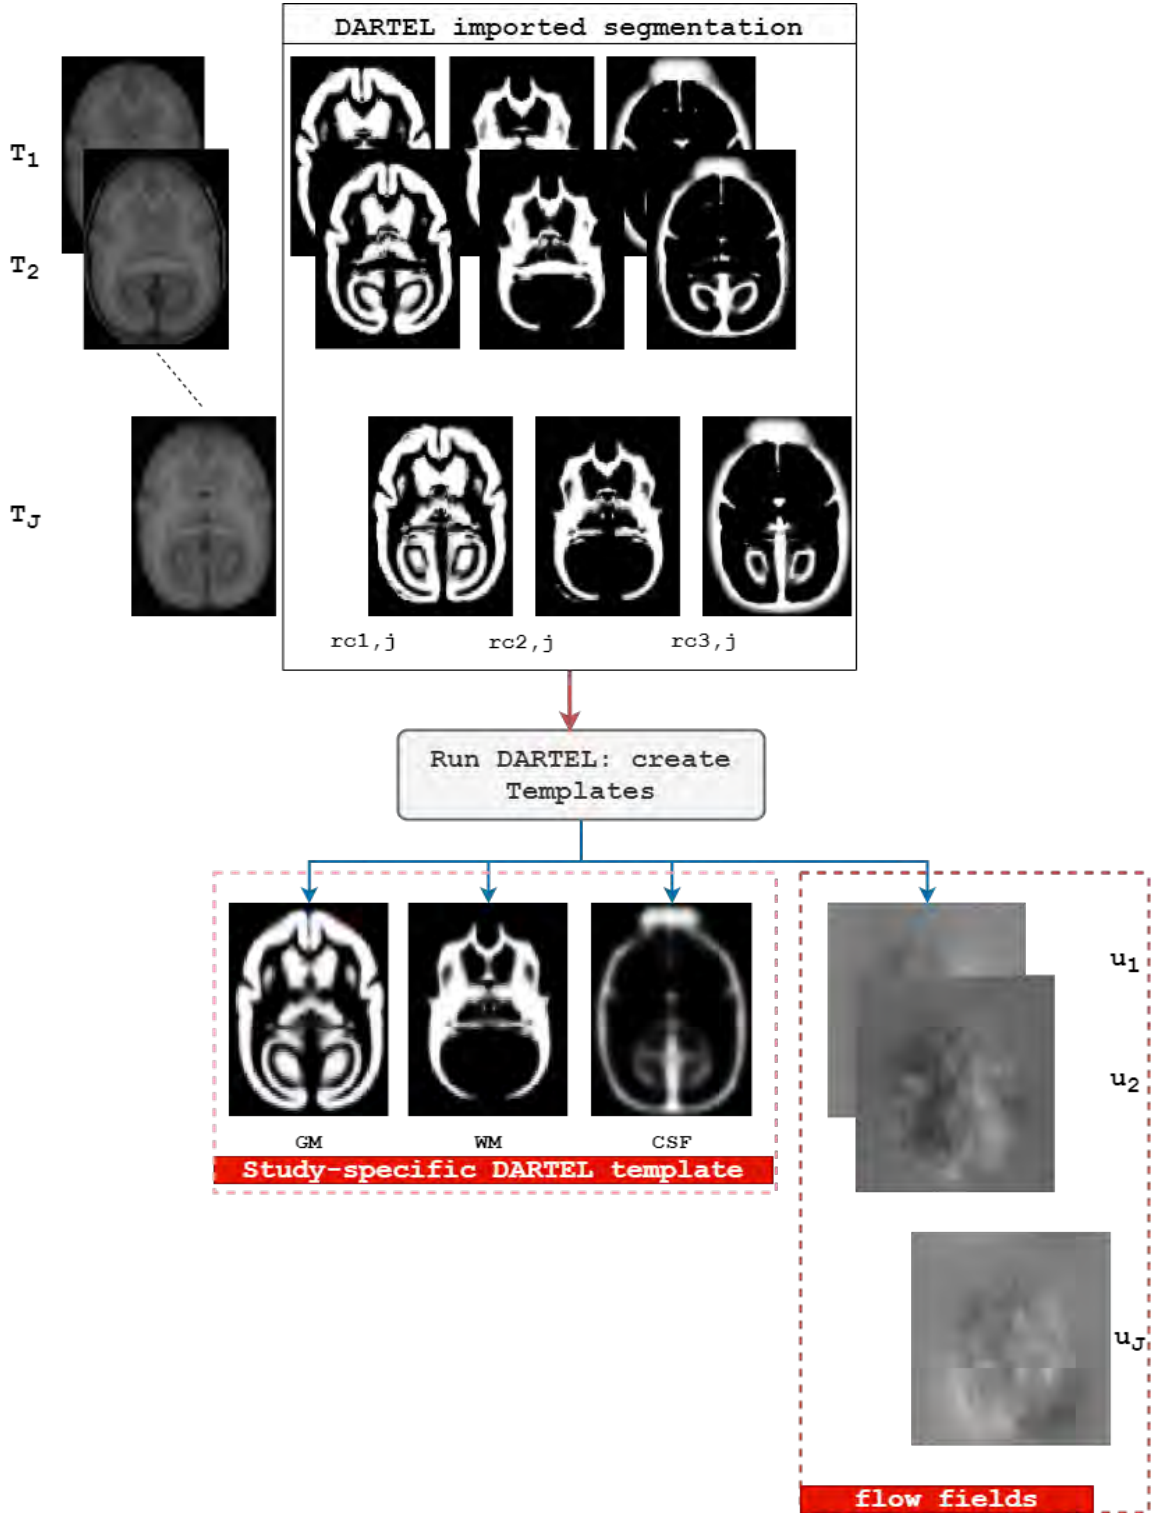 DARTEL imported segmentation
T1
T2
TJ
rc1,j
rc2,j
rc3,j
Run DARTEL: create
Templates
GM
WM
CSF
Study-specific DARTEL template
u1
u2
uJ
flow fields